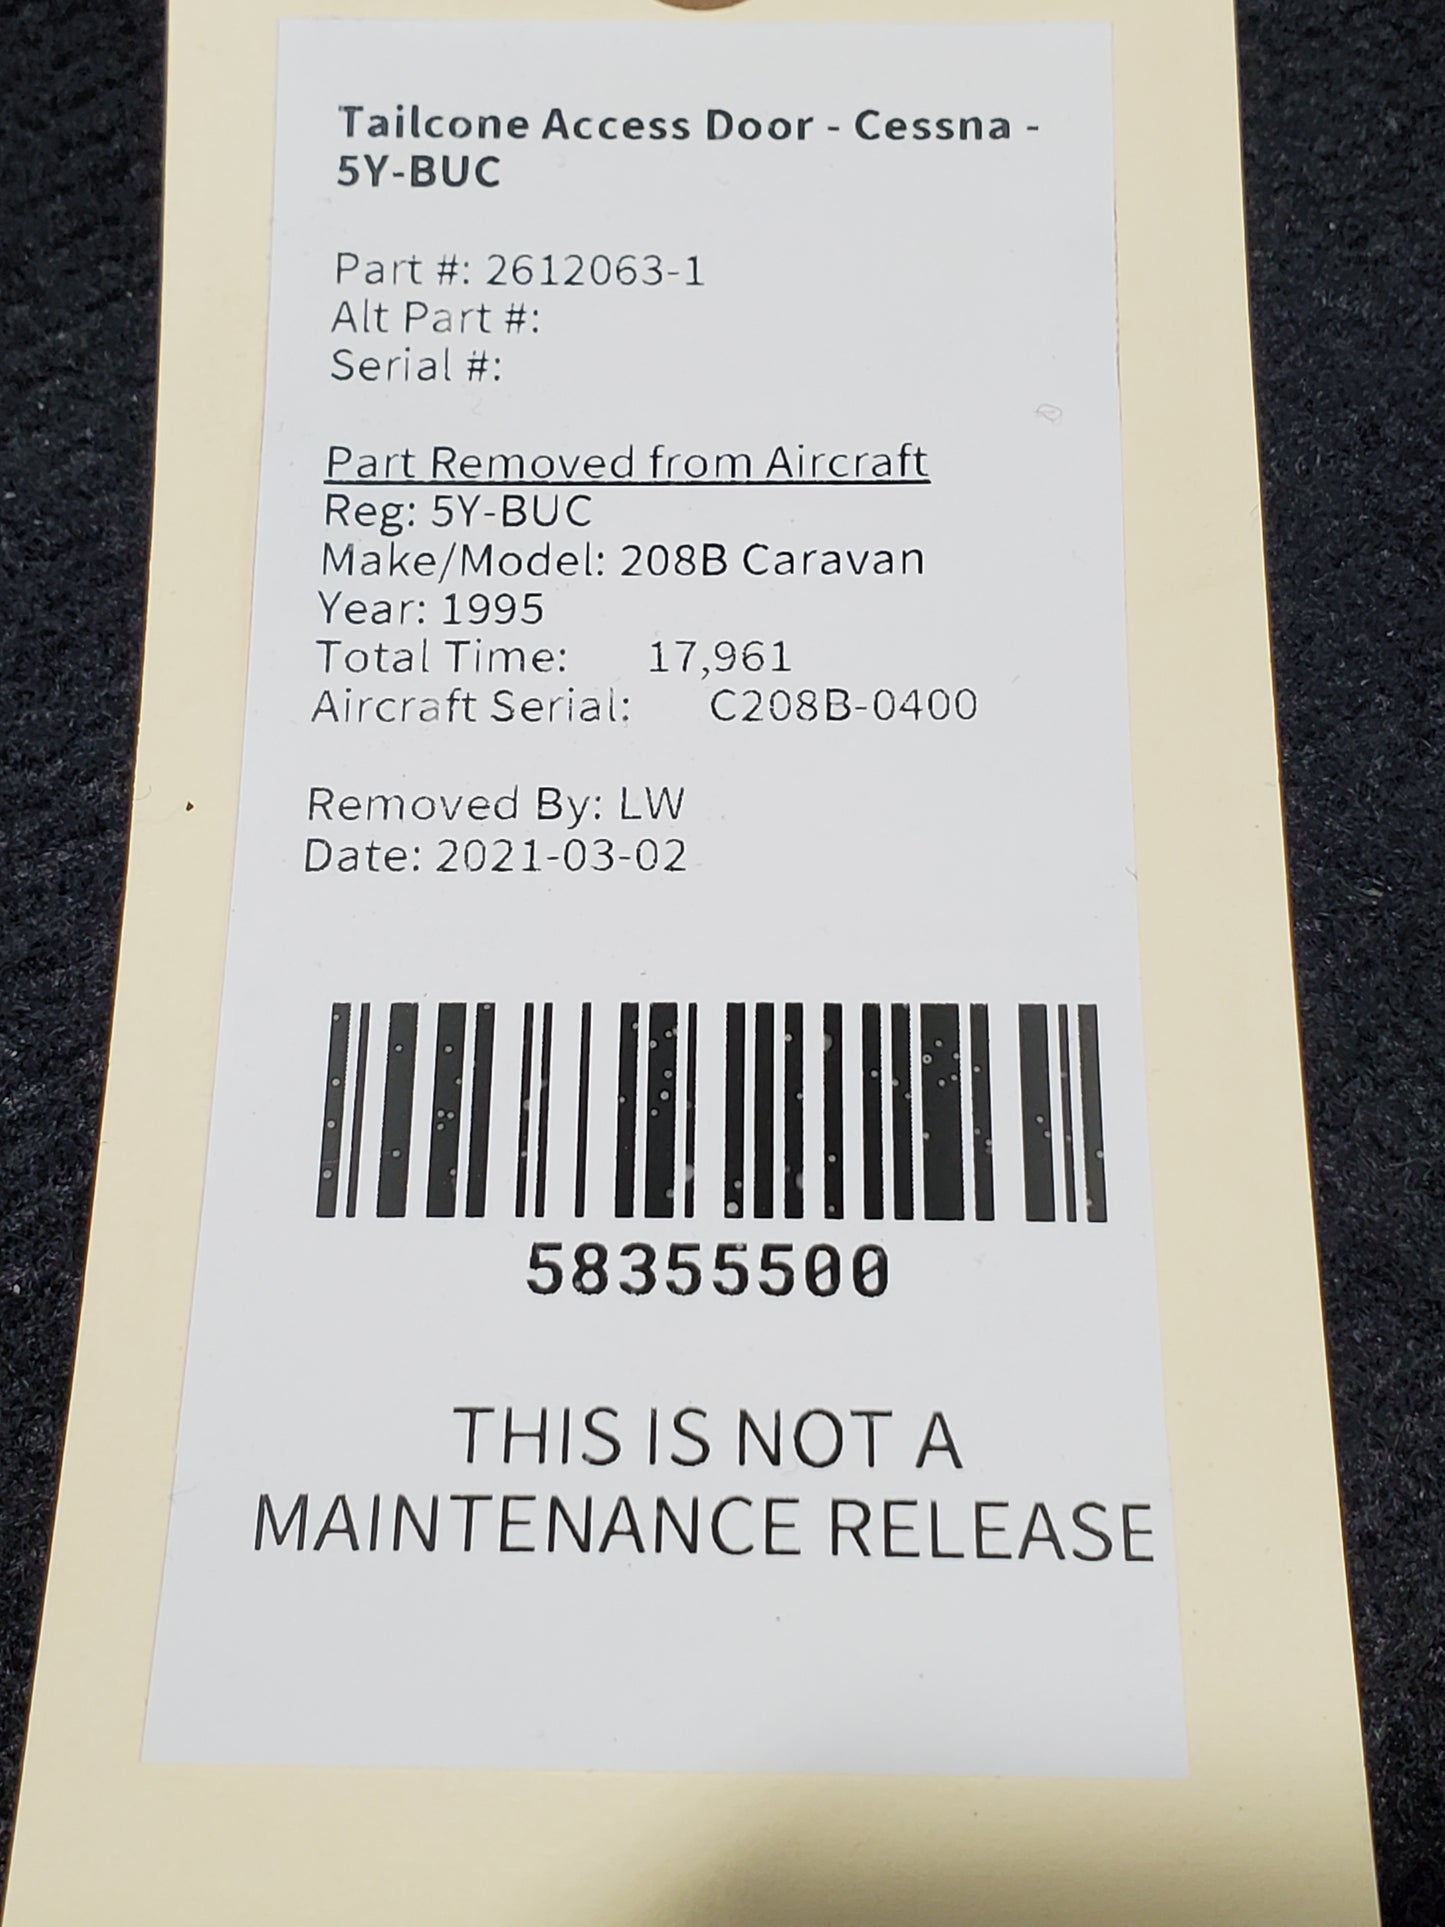 Tailcone Access Door - Cessna -
5Y-BUC
Part #: 2612063-1
Alt Part #:
Serial #:
Part Removed from Aircraft
Reg: 5Y-BUC
Make/Model: 208B Caravan
Year: 1995
Total Time: 17,961
Aircraft Serial: C208B-0400
Removed By: LW
Date: 2021-03-02
58355500
THIS IS NOT A
MAINTENANCE RELEASE